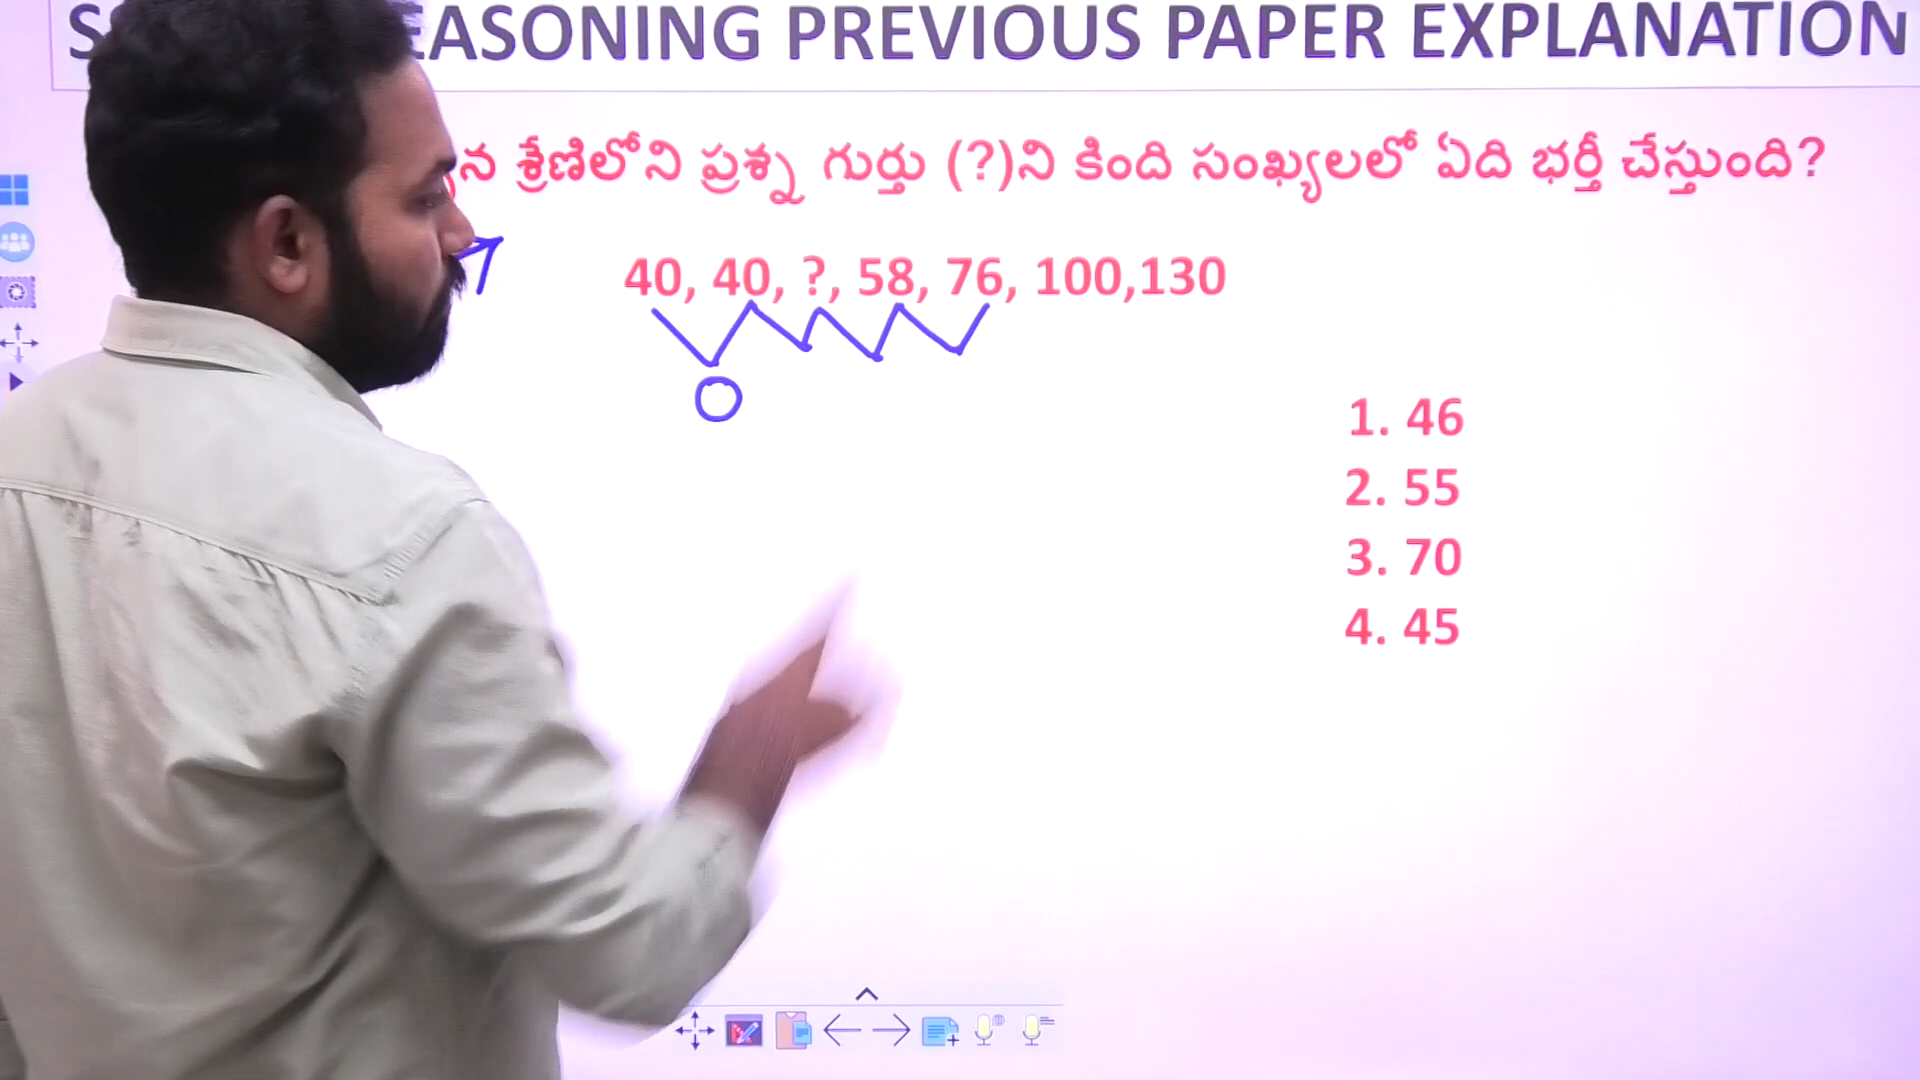 EASONING PREVIOUS PAPER EXPLANATION
శ్రేణిలోని ప్రశ్న గుర్తు (?)ని కింది సంఖ్యలలో ఏది భర్తీ చేస్తుంది?
40, 40, ?, 58, 76, 100,130
0
1. 46
2. 55
3. 70
4. 45